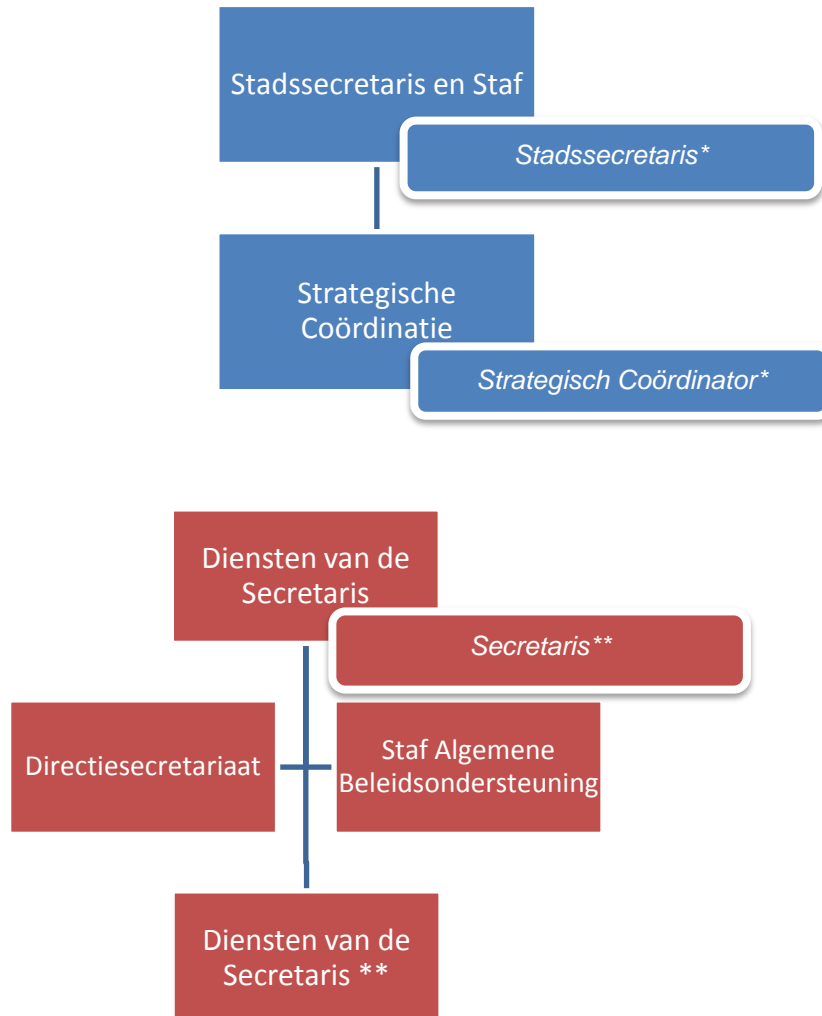 Stadssecretaris en Staf
Stadssecretaris*
Strategische
Coördinatie
Strategisch Coördinator*
Diensten van de
Secretaris
Secretaris**
Directiesecretariaat
Staf Algemene
Beleidsondersteuning
Diensten van de
Secretaris **